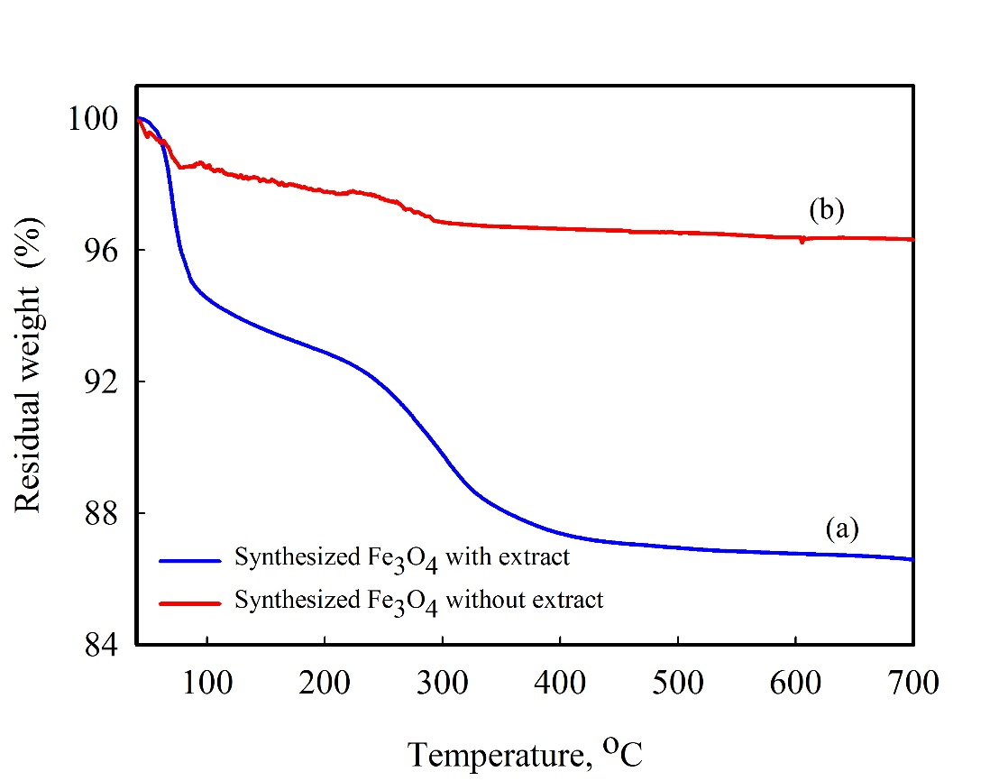 Residual weight (%)
100
96
92
88
84
(b)
(a)
Synthesized Fe₃O₄ with extract
Synthesized Fe₃O₄ without extract
100 200 300 400 500 600 700
Temperature, ᵒC